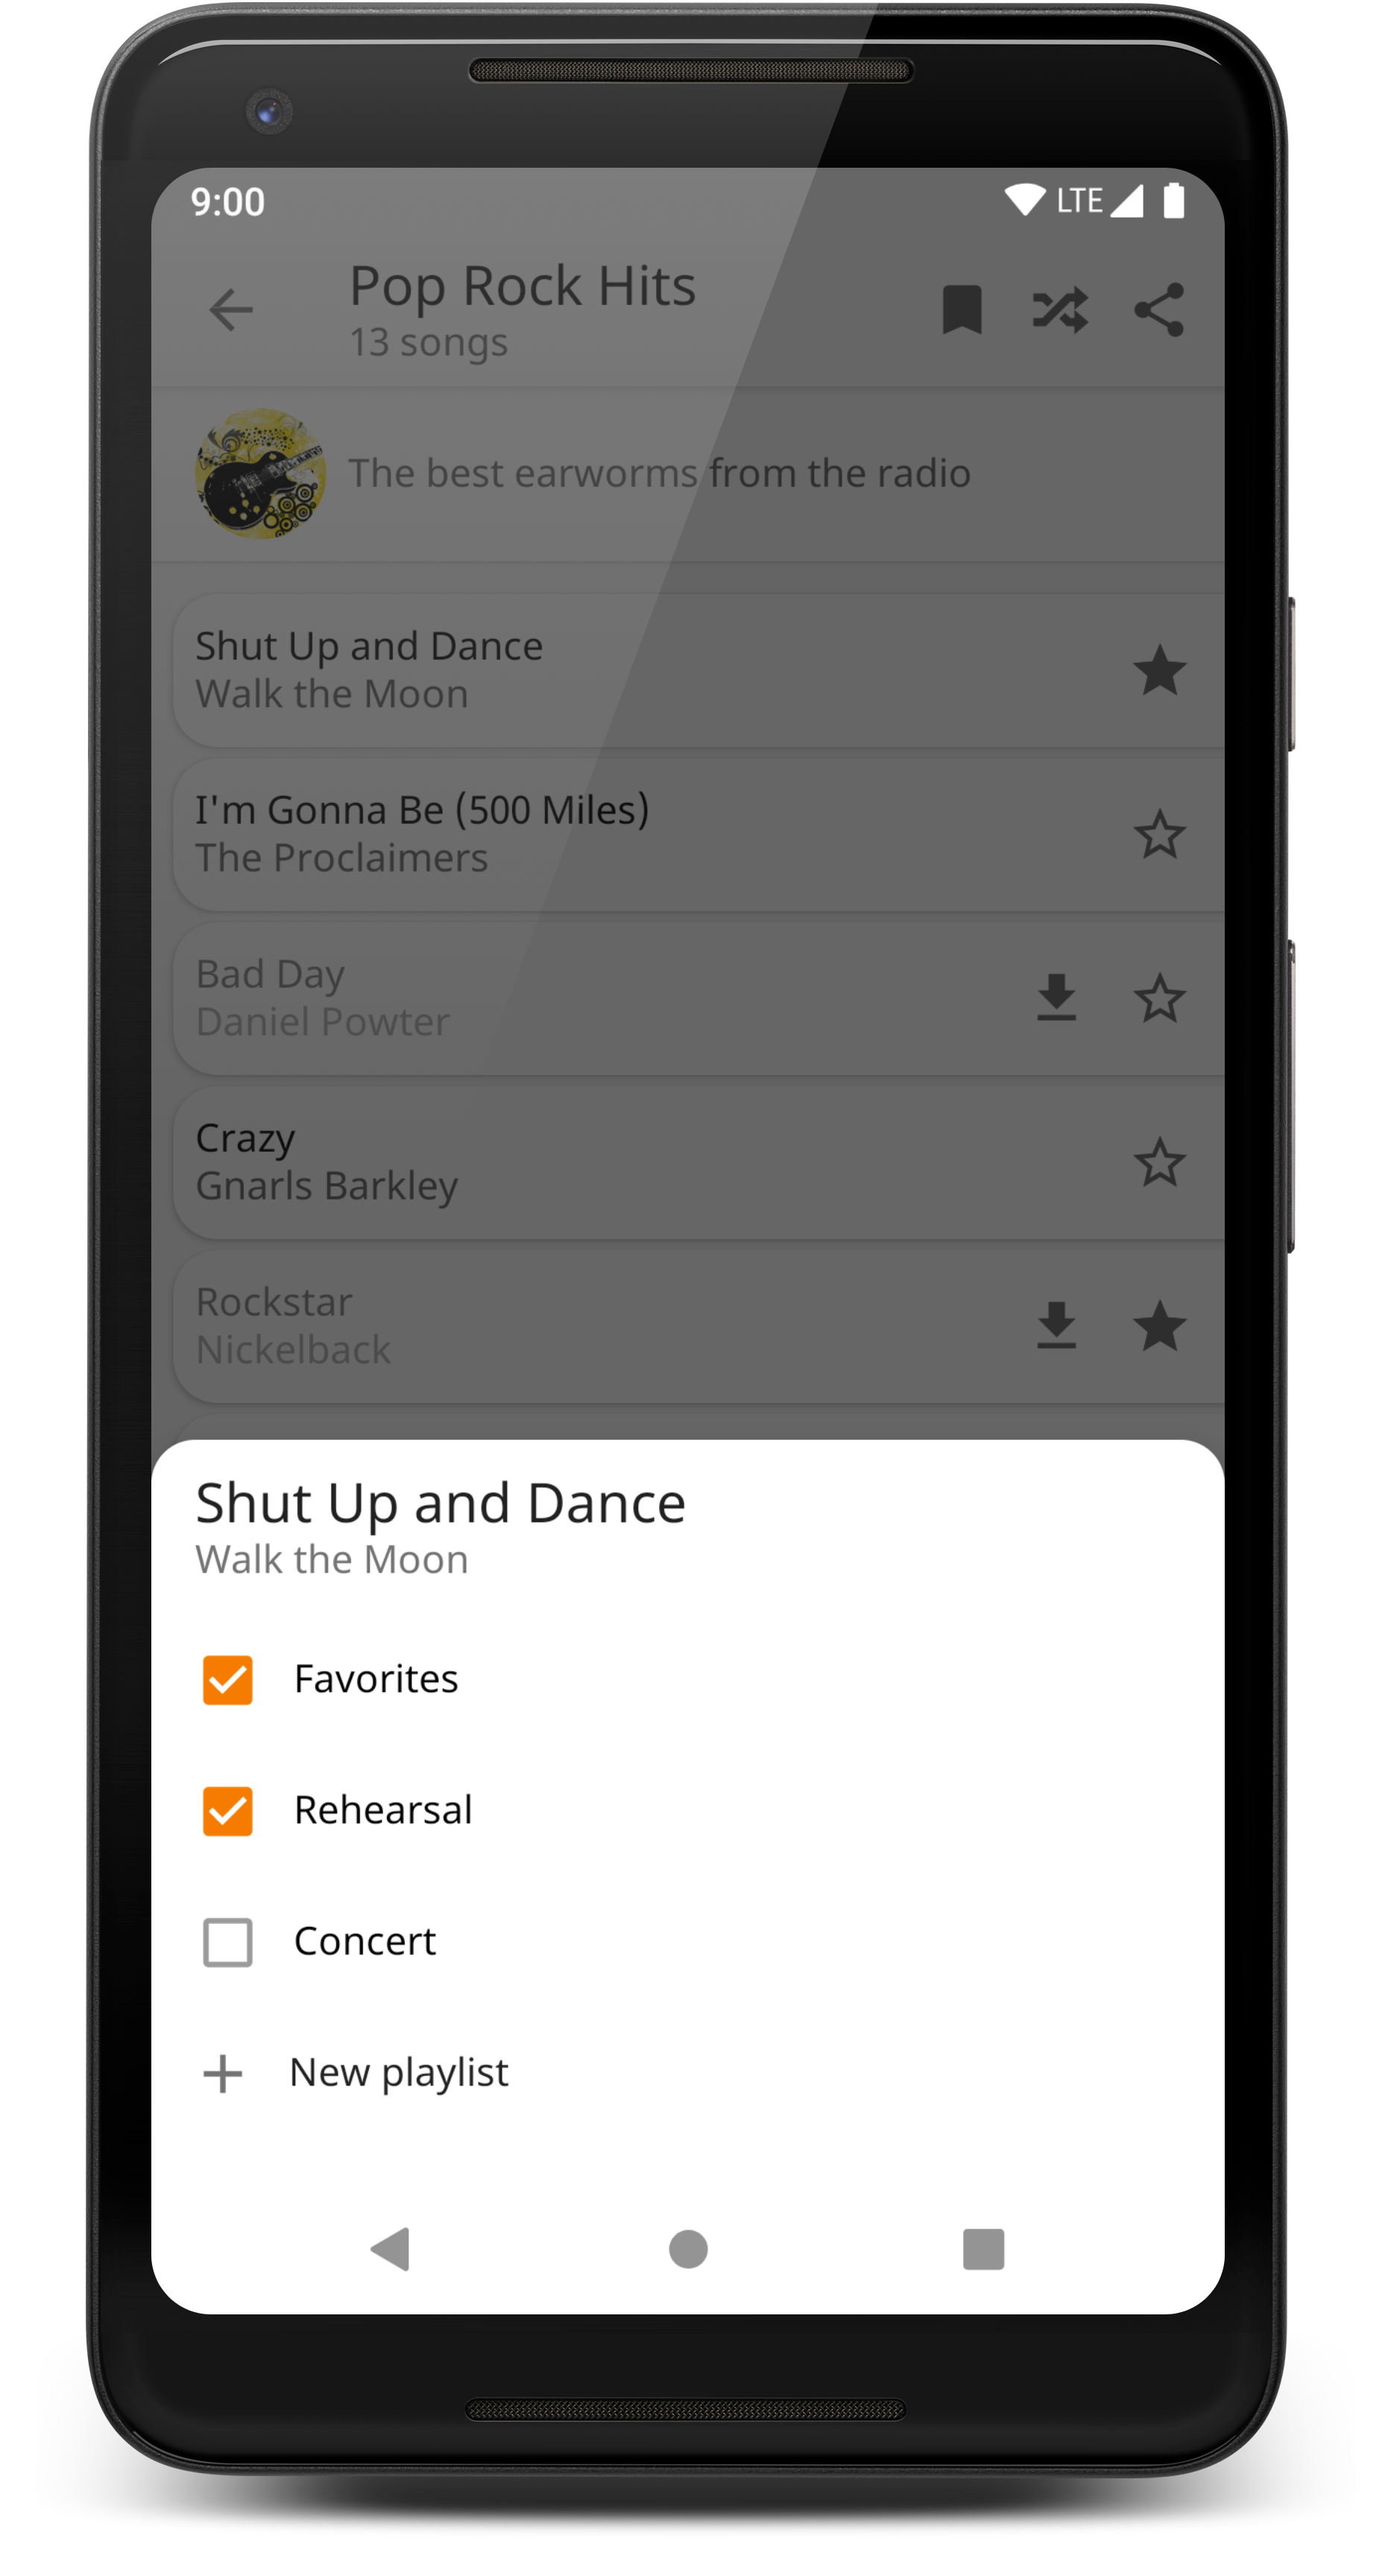 9:00
LTE
Pop Rock Hits
13 songs
The best earworms from the radio
Shut Up and Dance
Walk the Moon
I'm Gonna Be (500 Miles)
The Proclaimers
Bad Day
Daniel Powter
Crazy
Gnarls Barkley
Rockstar
Nickelback
Shut Up and Dance
Walk the Moon
Favorites
Rehearsal
Concert
New playlist